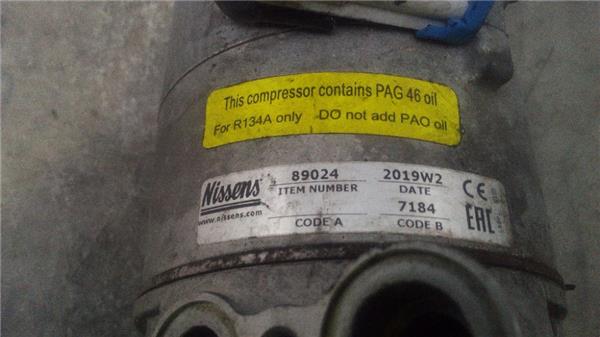 This compressor contains PAG 46 oil
For R134A only DO not add PAO oil
Nissens
www.nissens.com
89024 2019W2
ITEM NUMBER DATE
7184
CODE A CODE B
CE
EAC